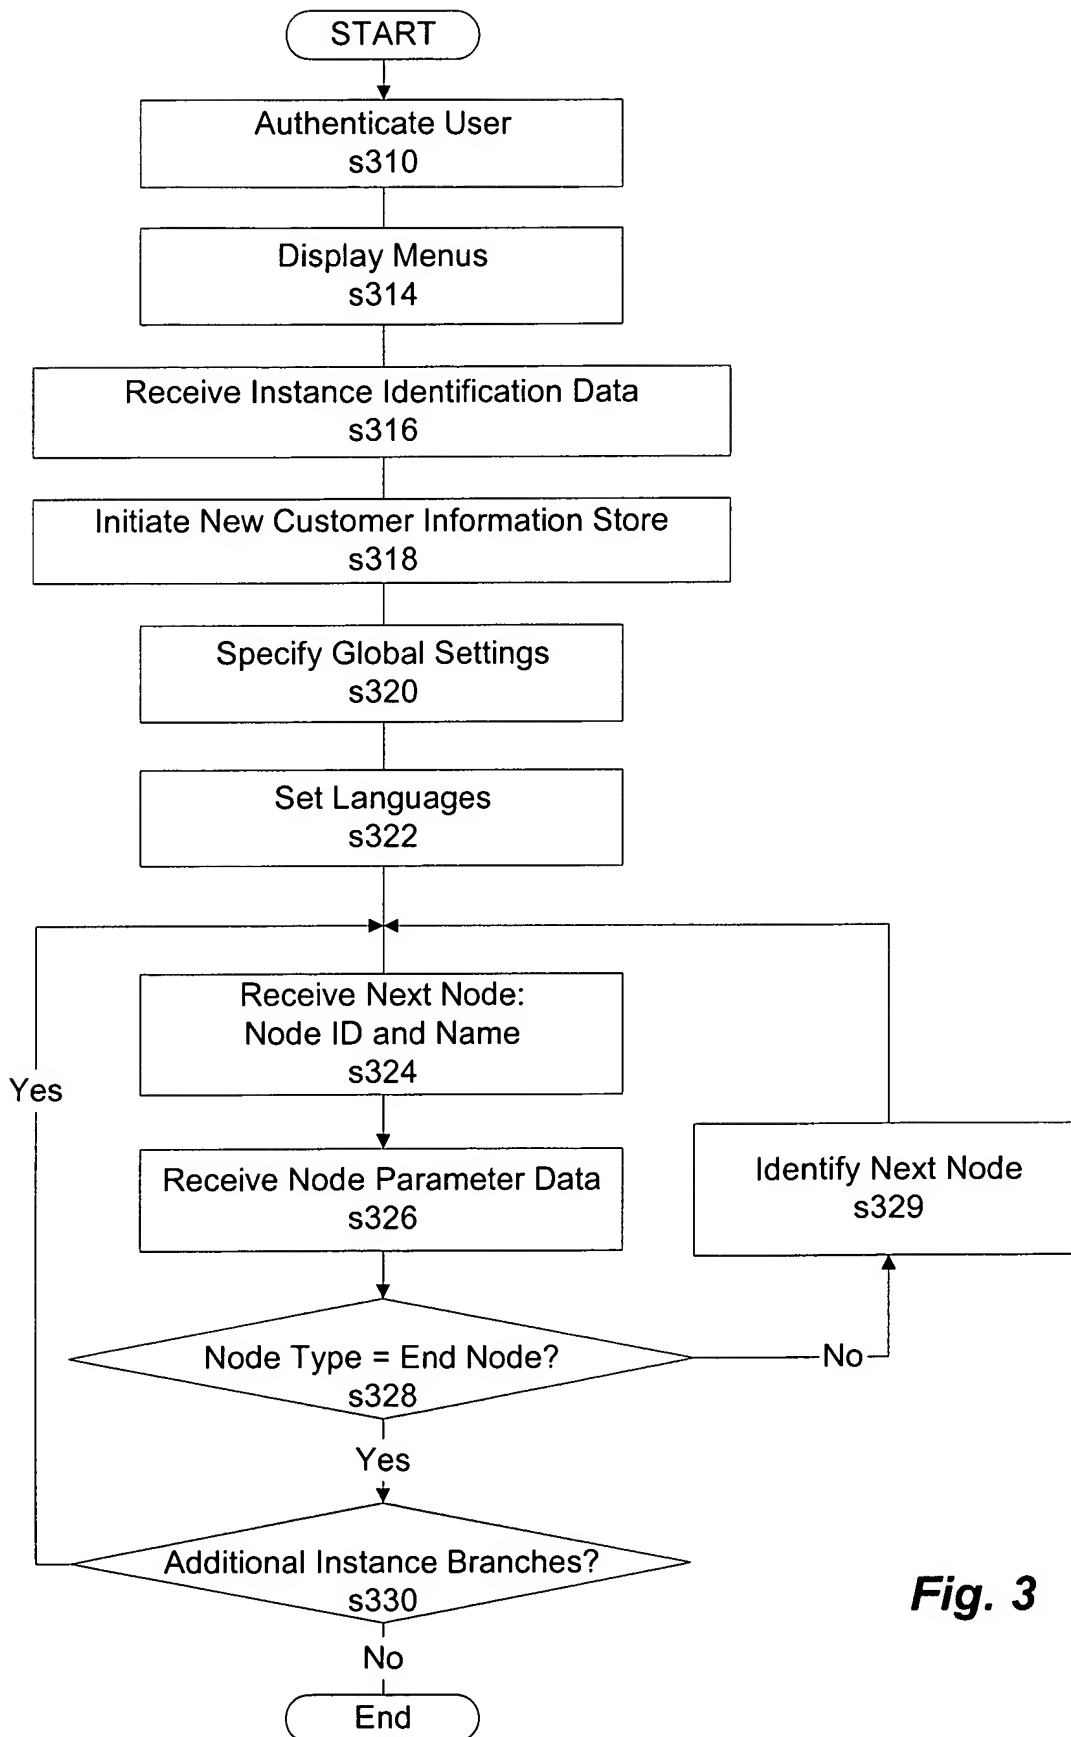 START
Authenticate User
s310
Display Menus
s314
Receive Instance Identification Data
s316
Initiate New Customer Information Store
s318
Specify Global Settings
s320
Set Languages
s322
Receive Next Node:
Node ID and Name
s324
Yes
Receive Node Parameter Data
s326
Identify Next Node
s329
Node Type = End Node?
s328
No
Yes
Additional Instance Branches?
s330
Fig. 3
No
End